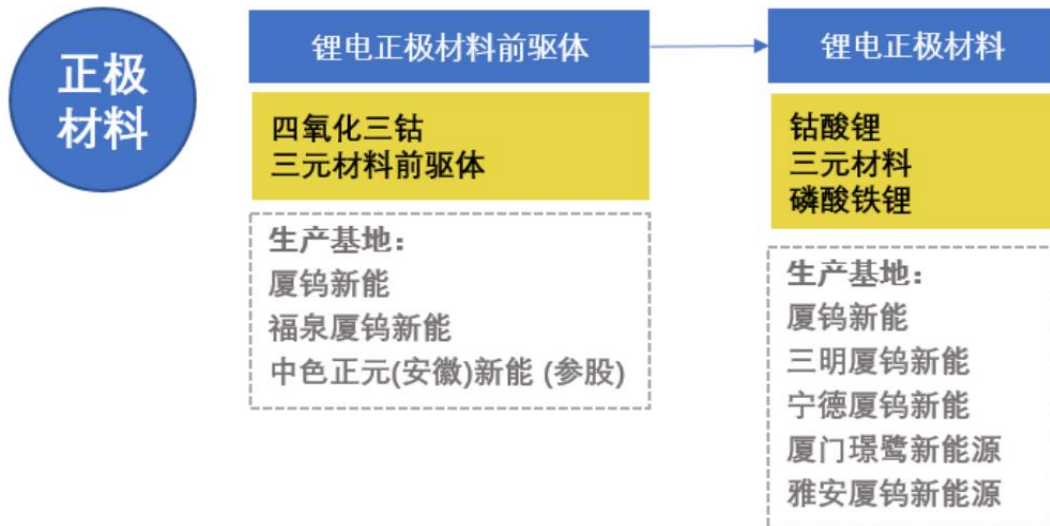 正极
材料
锂电正极材料前驱体
四氧化三钴
三元材料前驱体
生产基地：
厦钨新能
福泉厦钨新能
中色正元(安徽)新能 (参股)
锂电正极材料
钴酸锂
三元材料
磷酸铁锂
生产基地：
厦钨新能
三明厦钨新能
宁德厦钨新能
厦门璟鹭新能源
雅安厦钨新能源